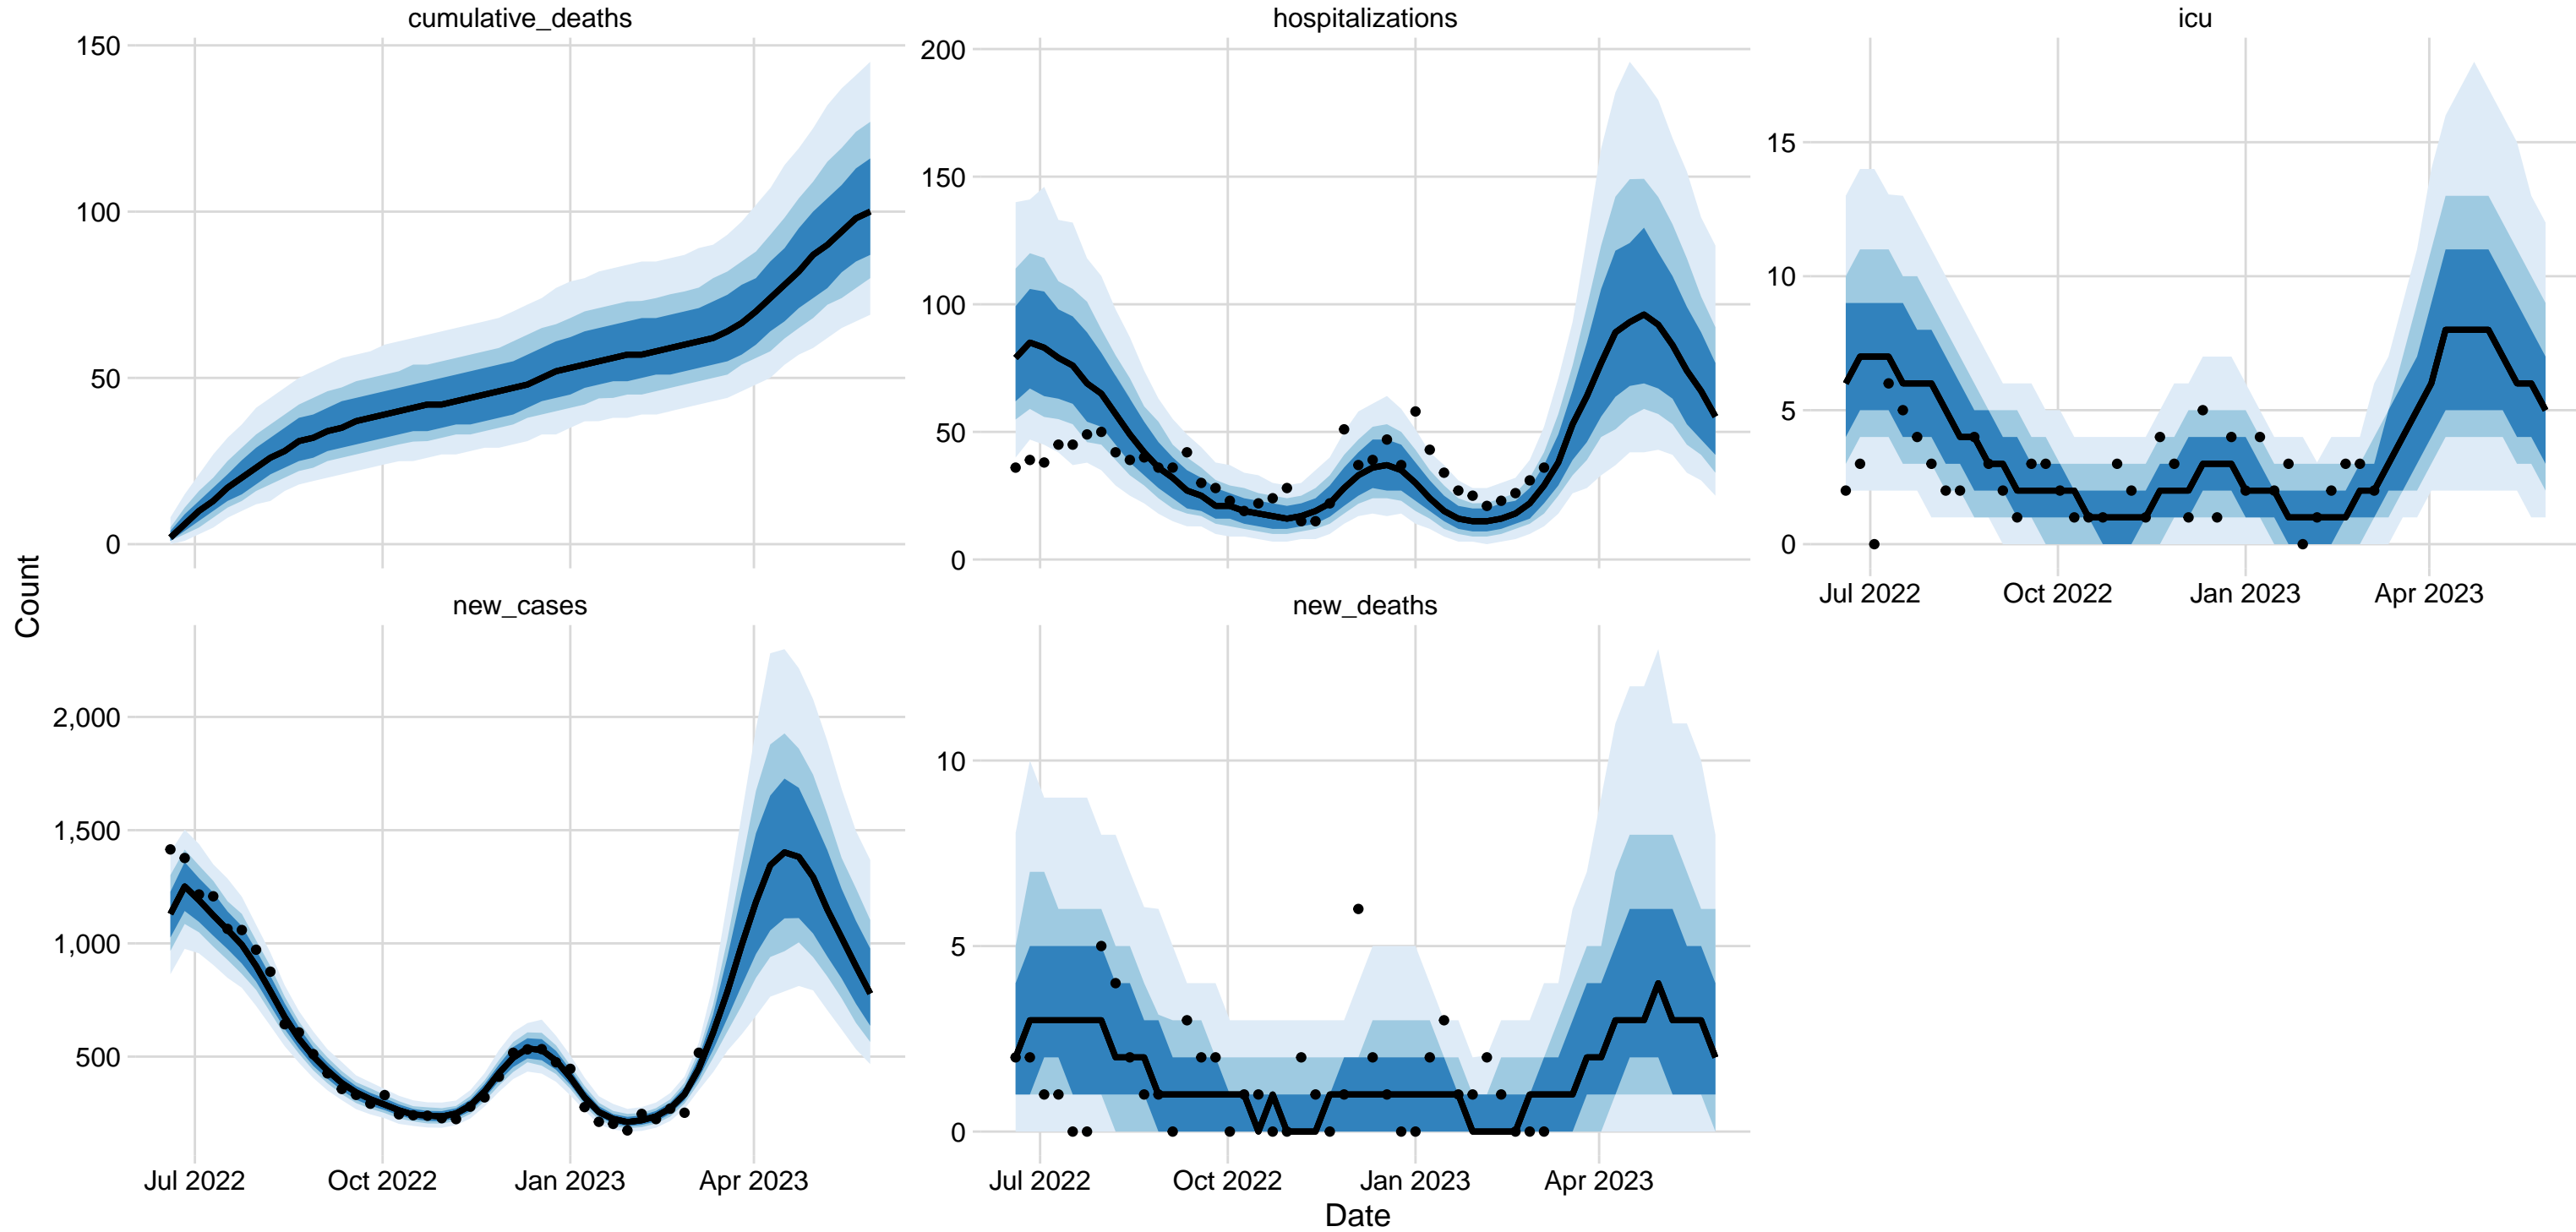 cumulative_deaths
150
100
50
0
hospitalizations
200
150
100
50
0
icu
15
10
5
0
Jul 2022 Oct 2022 Jan 2023 Apr 2023
Count
new_cases
2,000
1,500
1,000
500
Jul 2022 Oct 2022 Jan 2023 Apr 2023
new_deaths
10
5
0
Jul 2022 Oct 2022 Jan 2023 Apr 2023
Date